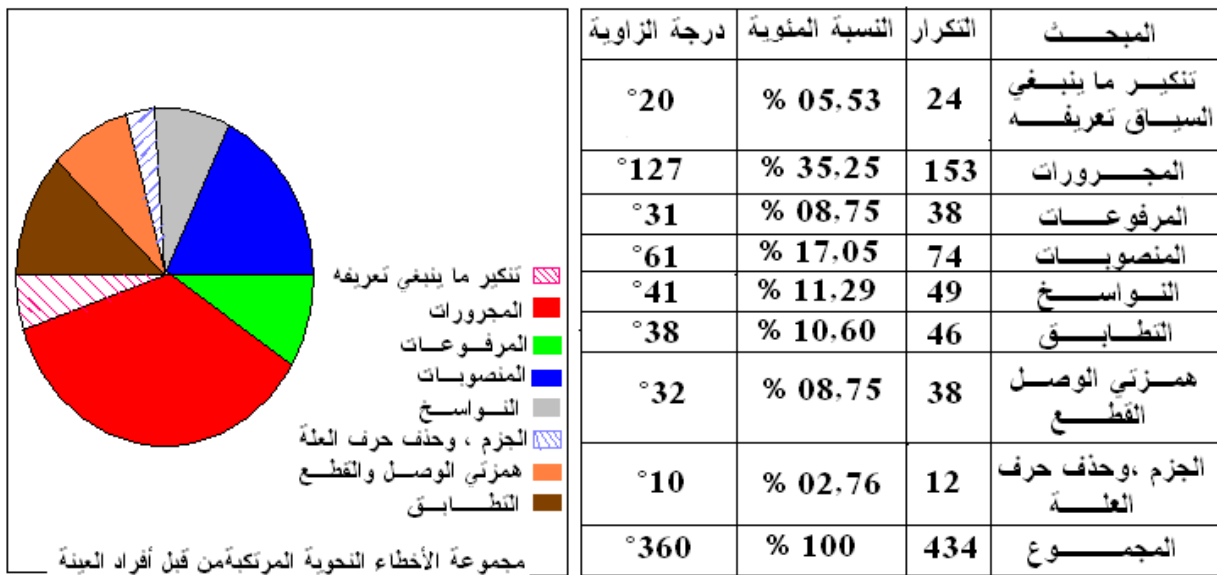 المبحث التكرار النسبة المئوية درجة الزاوية
تنكير ما ينبغي
السياق تعريفه 24 05,53 % 20°
المجرورات 153 35,25 % 127°
المرفوعات 38 08,75 % 31°
المنصوبات 74 17,05 % 61°
النواسخ 49 11,29 % 41°
التطابق 46 10,60 % 38°
همزتي الوصل
القطع 38 08,75 % 32°
الجزم ،وحذف حرف
العلة 12 02,76 % 10°
المجموع 434 100 % 360°
تنكير ما ينبغي تعريفه
المجرورات
المرفوعات
المنصوبات
النواسخ
الجزم ، وحذف حرف العلة
همزتي الوصل والقطع
التطابق
مجموعة الأخطاء النحوية المرتكبة من قبل أفراد العينة